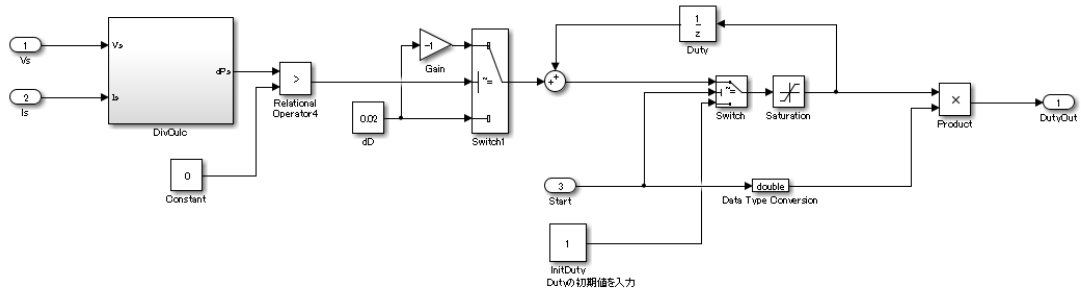 1
Vs
2
Is
Vs
Is
dPs
DivCulc
0
Constant
>
Relational
Operator4
-1
Gain
0.02
dD
~=
Switch1
++
1
z
Duty
~=
Switch
Saturation
3
Start
double
Data Type Conversion
1
InitDuty
Dutyの初期値を入力
×
Product
1
DutyOut